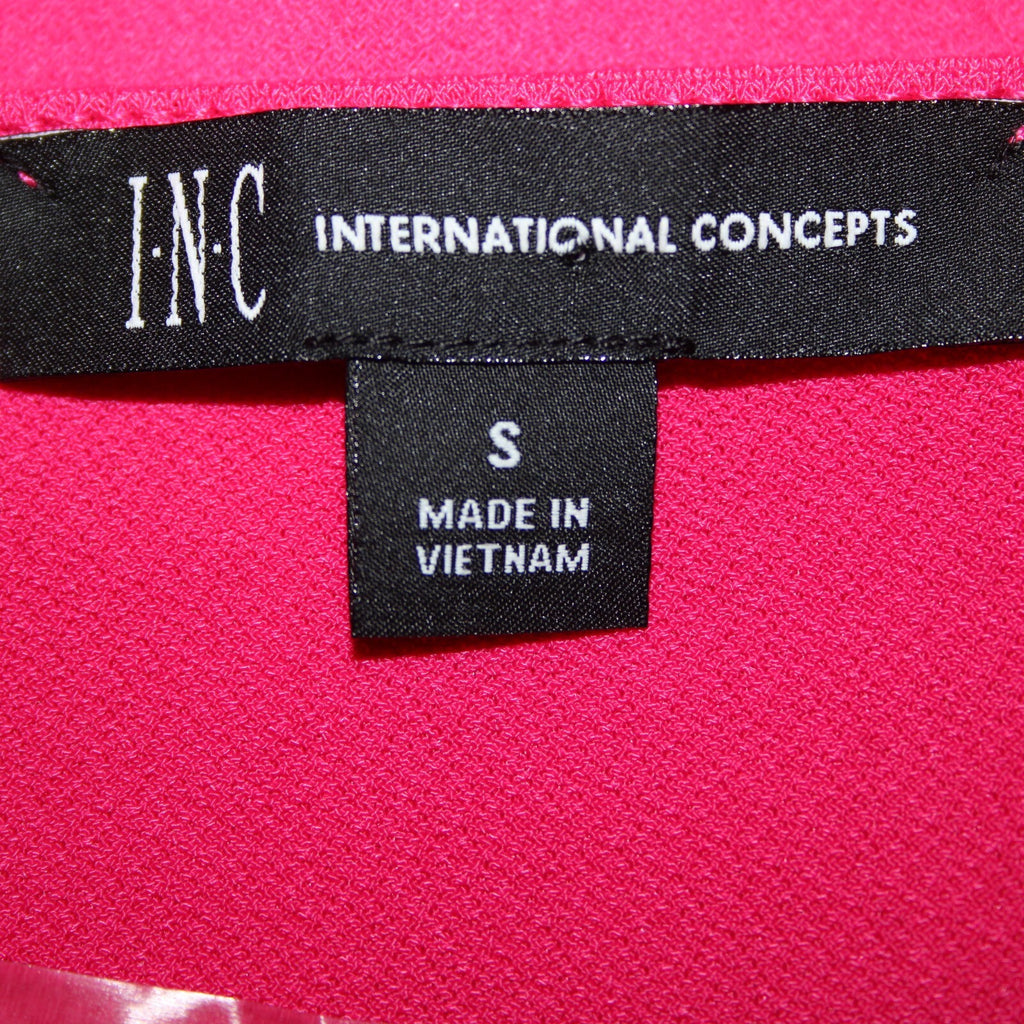 I·N·C INTERNATIONAL CONCEPTS
S
MADE IN
VIETNAM